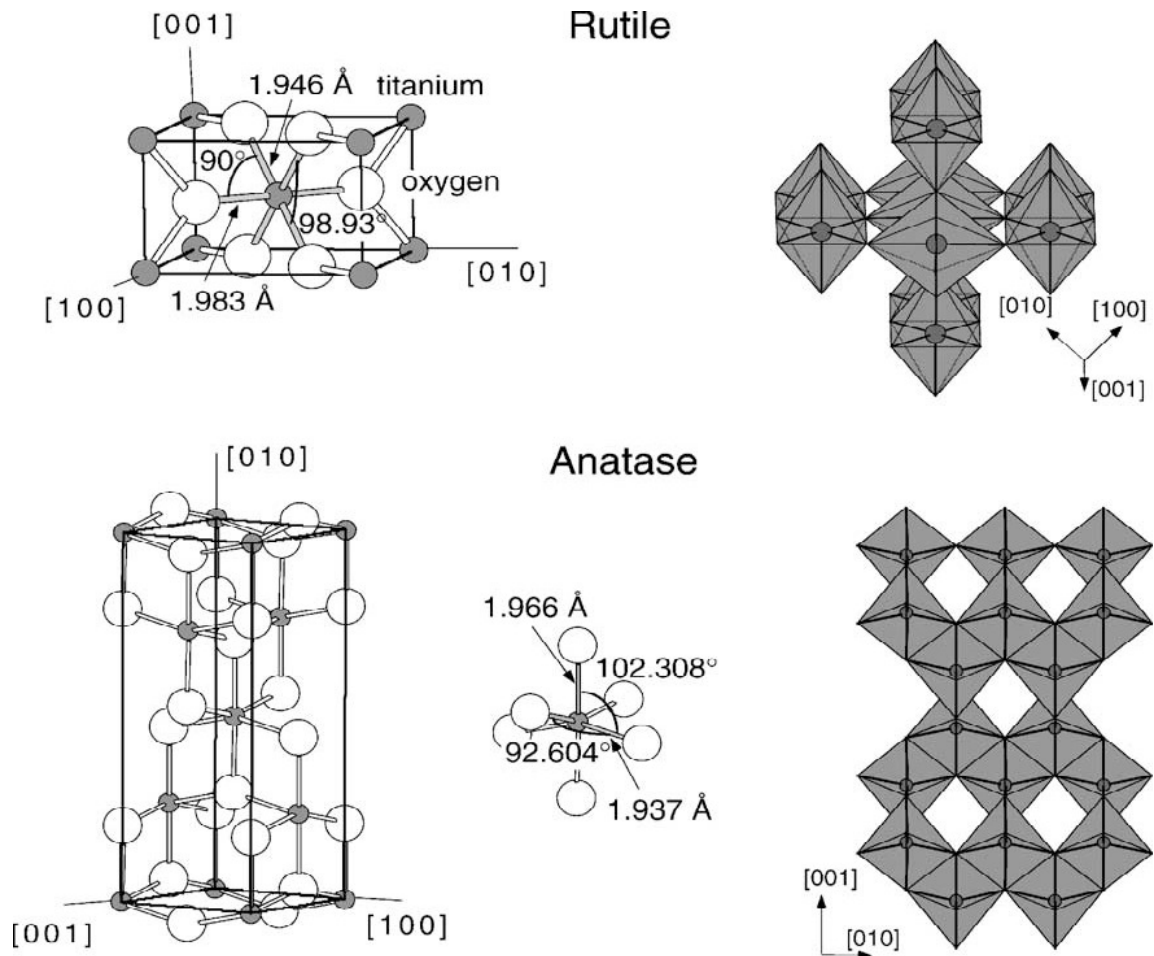 Rutile
[001]
1.946 Å
titanium
90°
oxygen
98.93°
[010]
[100]
1.983 Å
[010]
[100]
[001]
Anatase
[010]
1.966 Å
102.308°
92.604°
1.937 Å
[001]
[100]
[001]
[010]